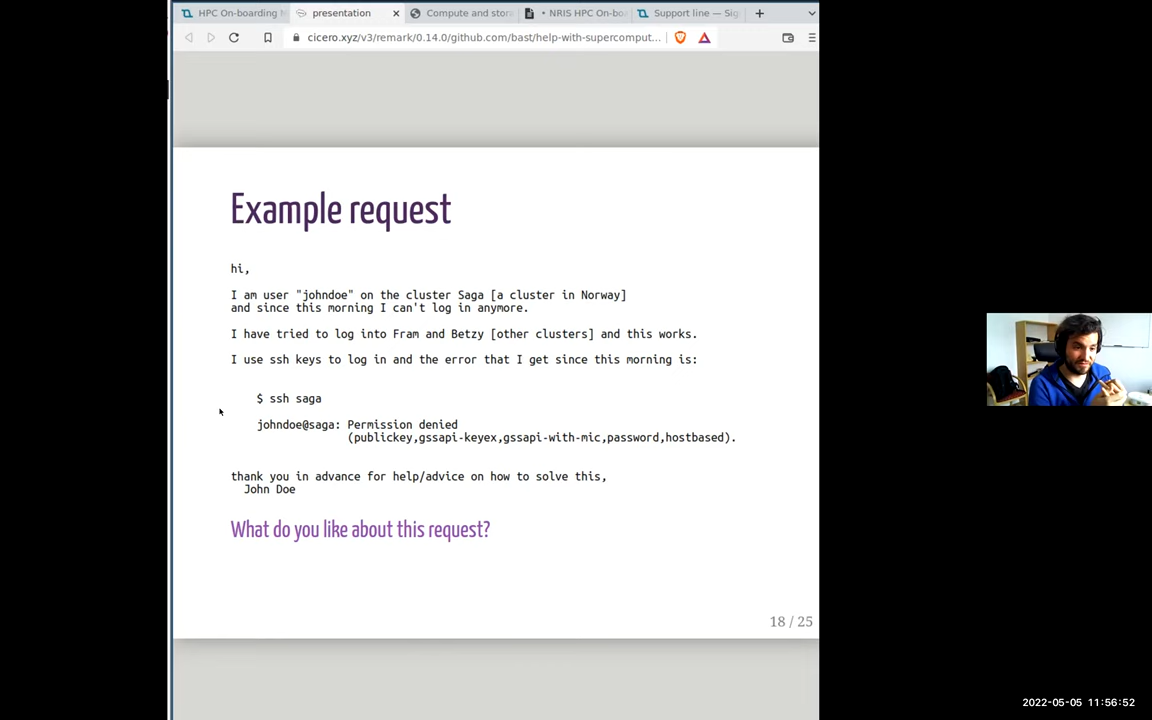 HPC On-boarding
presentation
Compute and stor
• NRIS HPC On-bo
Support line — Sig
cicero.xyz/v3/remark/0.14.0/github.com/bast/help-with-supercomput...
Example request
hi,
I am user "johndoe" on the cluster Saga [a cluster in Norway]
and since this morning I can't log in anymore.
I have tried to log into Fram and Betzy [other clusters] and this works.
I use ssh keys to log in and the error that I get since this morning is:
$ ssh saga
johndoe@saga: Permission denied
(publickey,gssapi-keyex,gssapi-with-mic,password,hostbased).
thank you in advance for help/advice on how to solve this,
John Doe
What do you like about this request?
18 / 25
2022-05-05 11:56:52